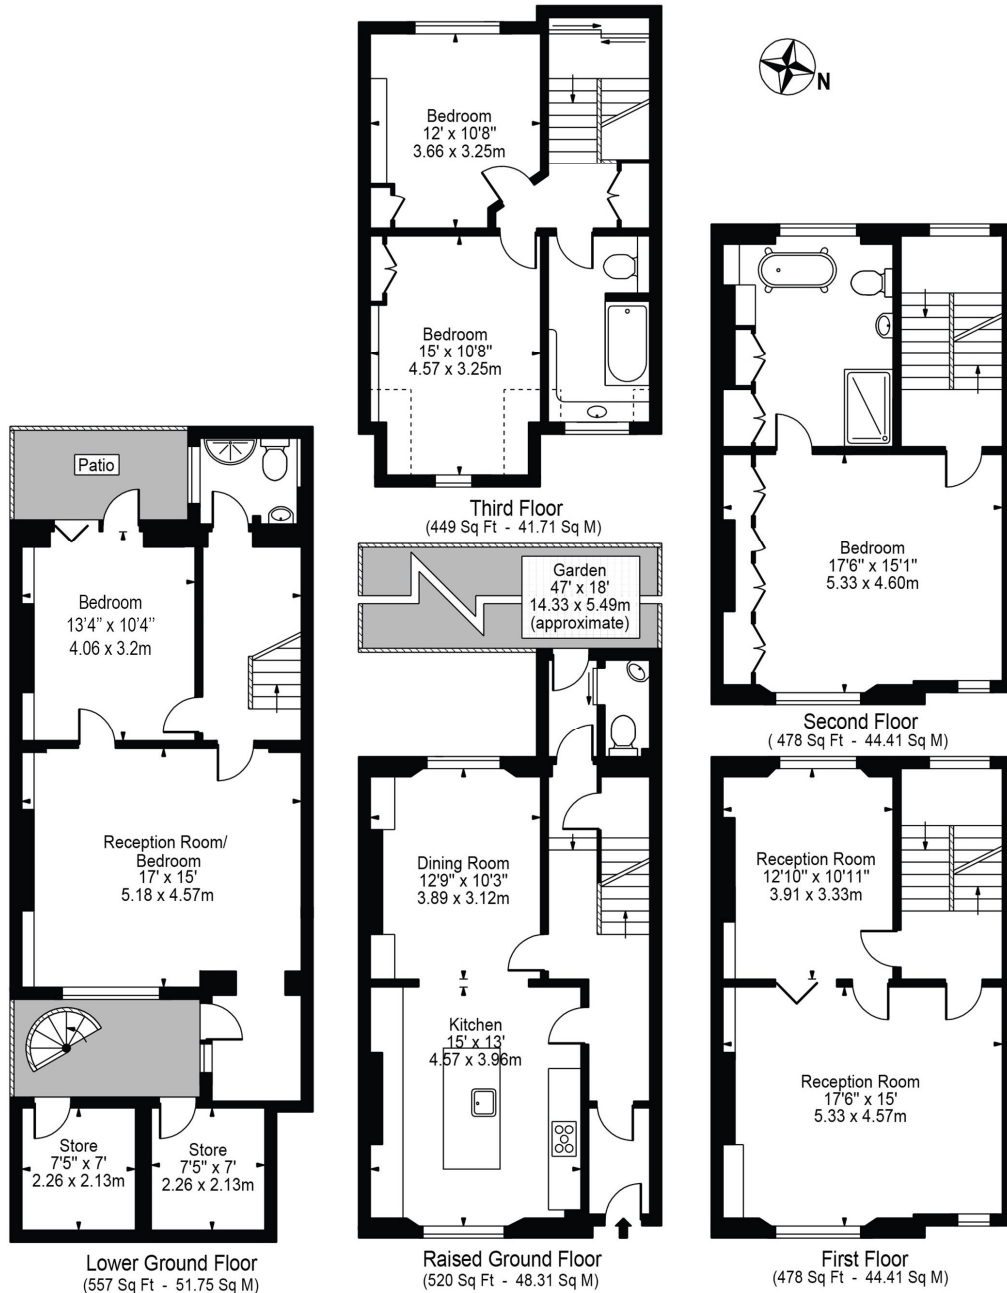 N
Bedroom
12' x 10'8"
3.66 x 3.25m
Bedroom
15' x 10'8"
4.57 x 3.25m
Third Floor
(449 Sq Ft - 41.71 Sq M)
Bedroom
17'6" x 15'1"
5.33 x 4.60m
Second Floor
( 478 Sq Ft - 44.41 Sq M)
Patio
Bedroom
13'4" x 10'4"
4.06 x 3.2m
Reception Room/
Bedroom
17' x 15'
5.18 x 4.57m
Store
7'5" x 7'
2.26 x 2.13m
Store
7'5" x 7'
2.26 x 2.13m
Lower Ground Floor
(557 Sq Ft - 51.75 Sq M)
Garden
47' x 18'
14.33 x 5.49m
(approximate)
Dining Room
12'9" x 10'3"
3.89 x 3.12m
Kitchen
15' x 13'
4.57 x 3.96m
Raised Ground Floor
(520 Sq Ft - 48.31 Sq M)
Reception Room
12'10" x 10'11"
3.91 x 3.33m
Reception Room
17'6" x 15'
5.33 x 4.57m
First Floor
(478 Sq Ft - 44.41 Sq M)